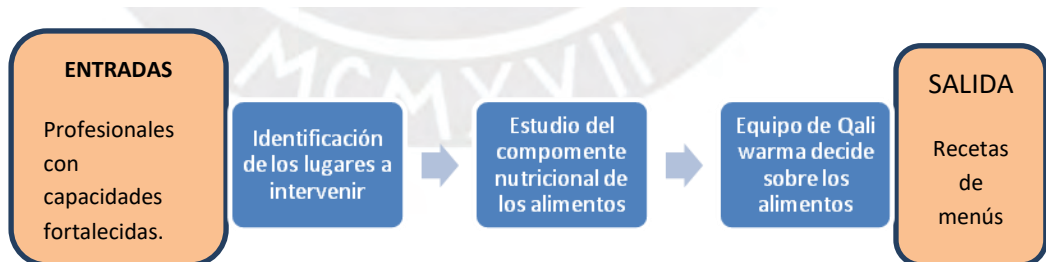 MCMXVII
ENTRADAS
Profesionales
con
capacidades
fortalecidas.
Identificación
de los lugares a
intervenir
Estudio del
compomente
nutricional de
los alimentos
Equipo de Qali
warma decide
sobre los
alimentos
SALIDA
Recetas
de
menús